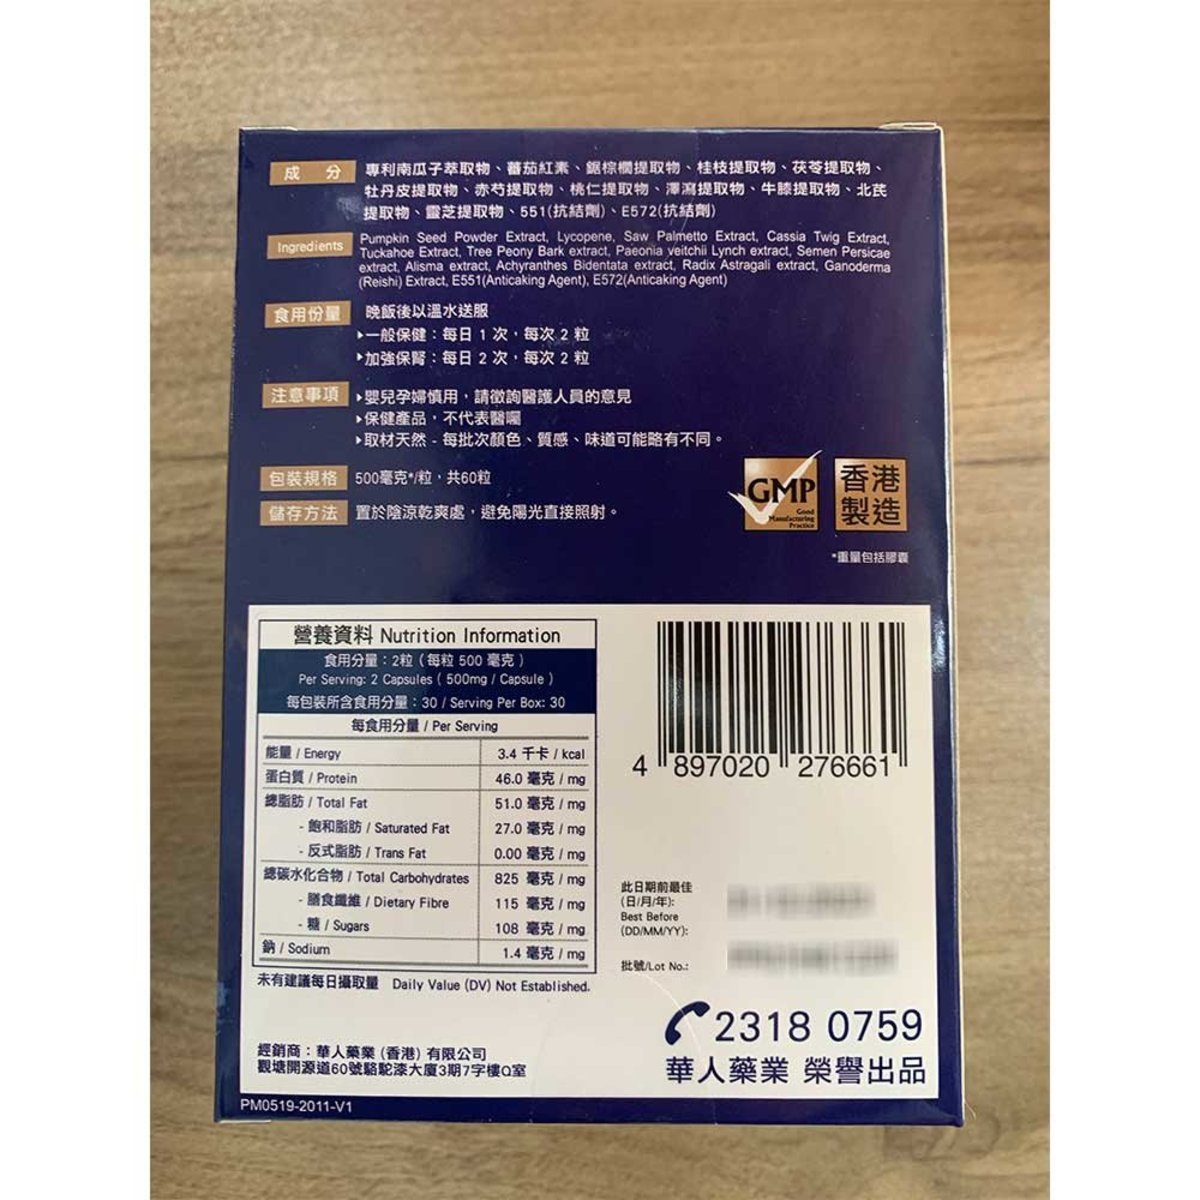 成 分 專利南瓜子萃取物、蕃茄紅素、鋸棕櫚提取物、桂枝提取物、茯苓提取物、
牡丹皮提取物、赤芍提取物、桃仁提取物、澤瀉提取物、牛膝提取物、北芪
提取物、靈芝提取物、551(抗結劑)、E572(抗結劑)
Ingredients Pumpkin Seed Powder Extract, Lycopene, Saw Palmetto Extract, Cassia Twig Extract,
Tuckahoe Extract, Tree Peony Bark extract, Paeonia veitchii Lynch extract, Semen Persicae
extract, Alisma extract, Achyranthes Bidentata extract, Radix Astragali extract, Ganoderma
(Reishi) Extract, E551(Anticaking Agent), E572(Anticaking Agent)
食用份量 晚飯後以溫水送服
▸一般保健：每日 1 次，每次 2 粒
▸加強保腎：每日 2 次，每次 2 粒
注意事項 ▸嬰兒孕婦慎用，請徵詢醫護人員的意見
▸保健產品，不代表醫囑
▸取材天然 - 每批次顏色、質感、味道可能略有不同。
包裝規格 500毫克*/粒，共60粒
儲存方法 置於陰涼乾爽處，避免陽光直接照射。
GMP
Good
Manufacturing
Practice
香港
製造
*重量包括膠囊
營養資料 Nutrition Information
食用分量：2粒 ( 每粒 500 毫克 )
Per Serving: 2 Capsules ( 500mg / Capsule )
每包裝所含食用分量：30 / Serving Per Box: 30
每食用分量 / Per Serving
能量 / Energy 3.4 千卡 / kcal
蛋白質 / Protein 46.0 毫克 / mg
總脂肪 / Total Fat 51.0 毫克 / mg
- 飽和脂肪 / Saturated Fat 27.0 毫克 / mg
- 反式脂肪 / Trans Fat 0.00 毫克 / mg
總碳水化合物 / Total Carbohydrates 825 毫克 / mg
- 膳食纖維 / Dietary Fibre 115 毫克 / mg
- 糖 / Sugars 108 毫克 / mg
鈉 / Sodium 1.4 毫克 / mg
未有建議每日攝取量 Daily Value (DV) Not Established.
4 897020 276661
此日期前最佳
(日/月/年):
Best Before
(DD/MM/YY):
批號/Lot No.:
2318 0759
華人藥業 榮譽出品
經銷商：華人藥業 (香港) 有限公司
觀塘開源道60號駱駝漆大廈3期7字樓Q室
PM0519-2011-V1